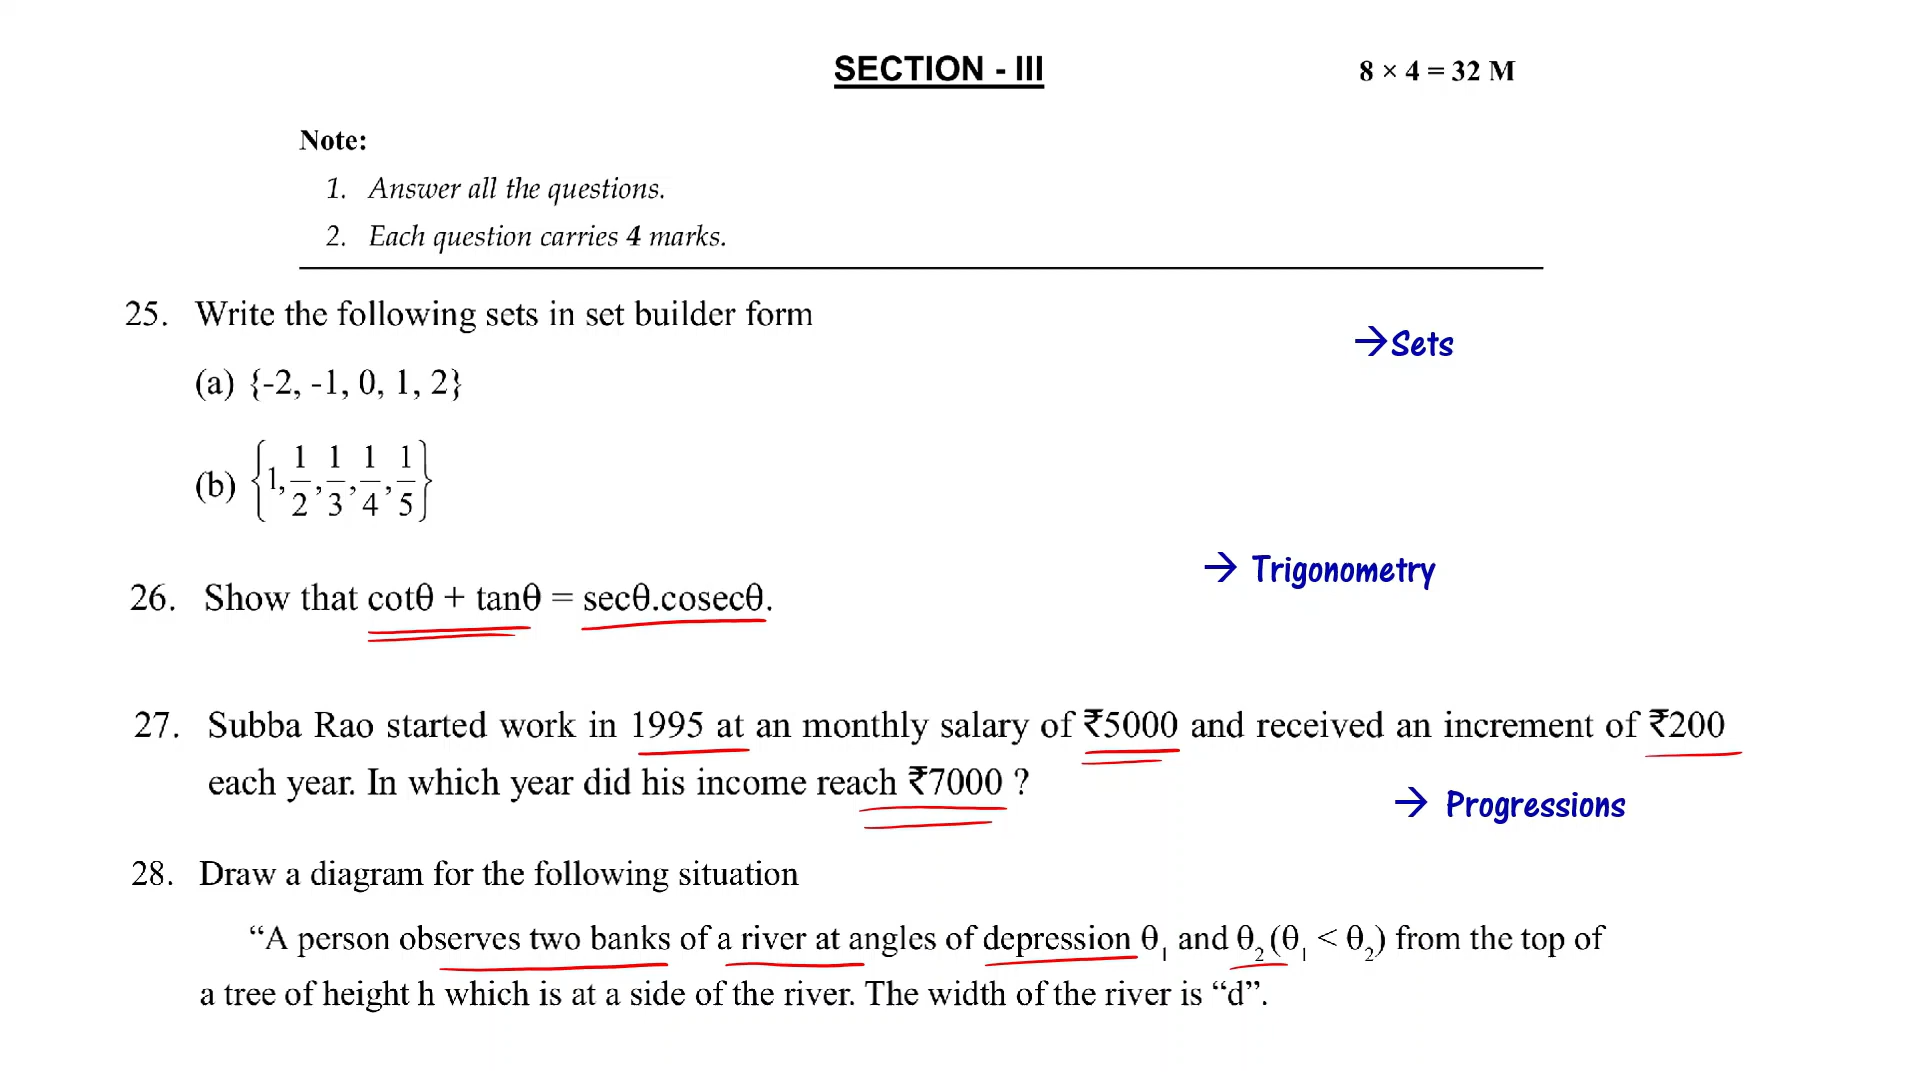 SECTION - III
8 × 4 = 32 M
Note:
1. Answer all the questions.
2. Each question carries 4 marks.
25. Write the following sets in set builder form
→Sets
(a) {-2, -1, 0, 1, 2}
(b) {1, 1/2, 1/3, 1/4, 1/5}
→ Trigonometry
26. Show that cotθ + tanθ = secθ.cosecθ.
27. Subba Rao started work in 1995 at an monthly salary of ₹5000 and received an increment of ₹200
each year. In which year did his income reach ₹7000 ?
→ Progressions
28. Draw a diagram for the following situation
“A person observes two banks of a river at angles of depression θ₁ and θ₂ (θ₁ < θ₂) from the top of
a tree of height h which is at a side of the river. The width of the river is “d”.